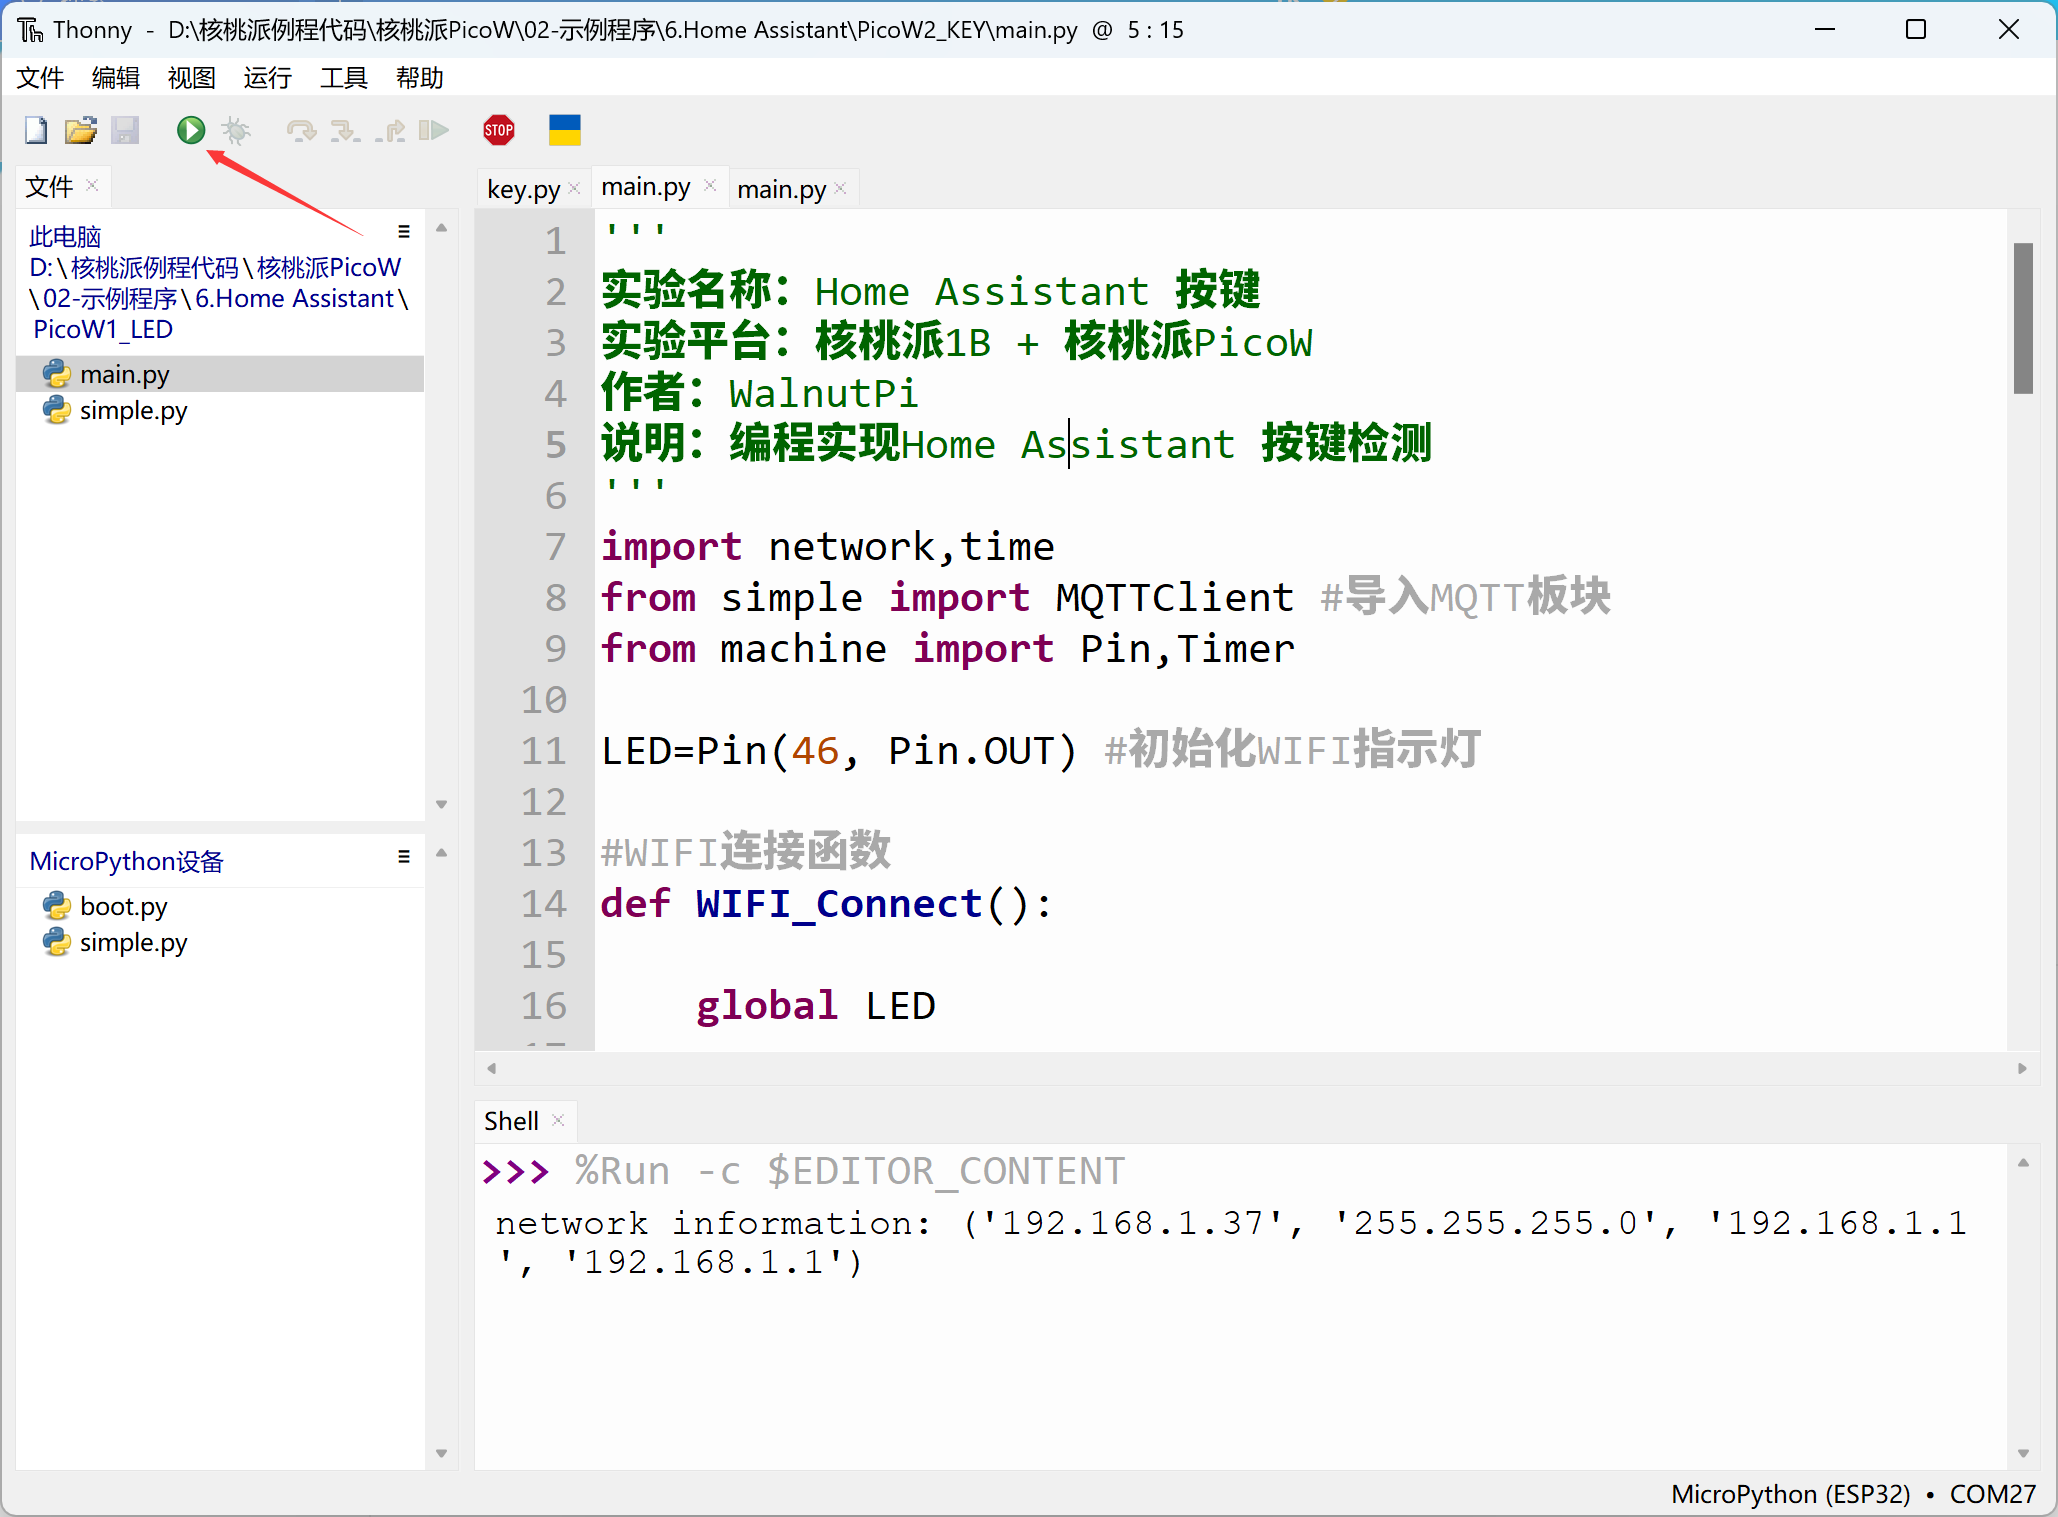 Thonny - D:\核桃派例程代码\核桃派PicoW\02-示例程序\6.Home Assistant\PicoW2_KEY\main.py @ 5 : 15
文件 编辑 视图 运行 工具 帮助
STOP
文件
此电脑
D:\核桃派例程代码\核桃派PicoW
\02-示例程序\6.Home Assistant\
PicoW1_LED
main.py
simple.py
MicroPython设备
boot.py
simple.py
key.py main.py main.py
1 '''
2 实验名称：Home Assistant 按键
3 实验平台：核桃派1B + 核桃派PicoW
4 作者：WalnutPi
5 说明：编程实现Home Assistant 按键检测
6 '''
7 import network,time
8 from simple import MQTTClient #导入MQTT板块
9 from machine import Pin,Timer
10
11 LED=Pin(46, Pin.OUT) #初始化WIFI指示灯
12
13 #WIFI连接函数
14 def WIFI_Connect():
15
16 global LED
Shell
>>> %Run -c $EDITOR_CONTENT
network information: ('192.168.1.37', '255.255.255.0', '192.168.1.1
', '192.168.1.1')
MicroPython (ESP32) • COM27